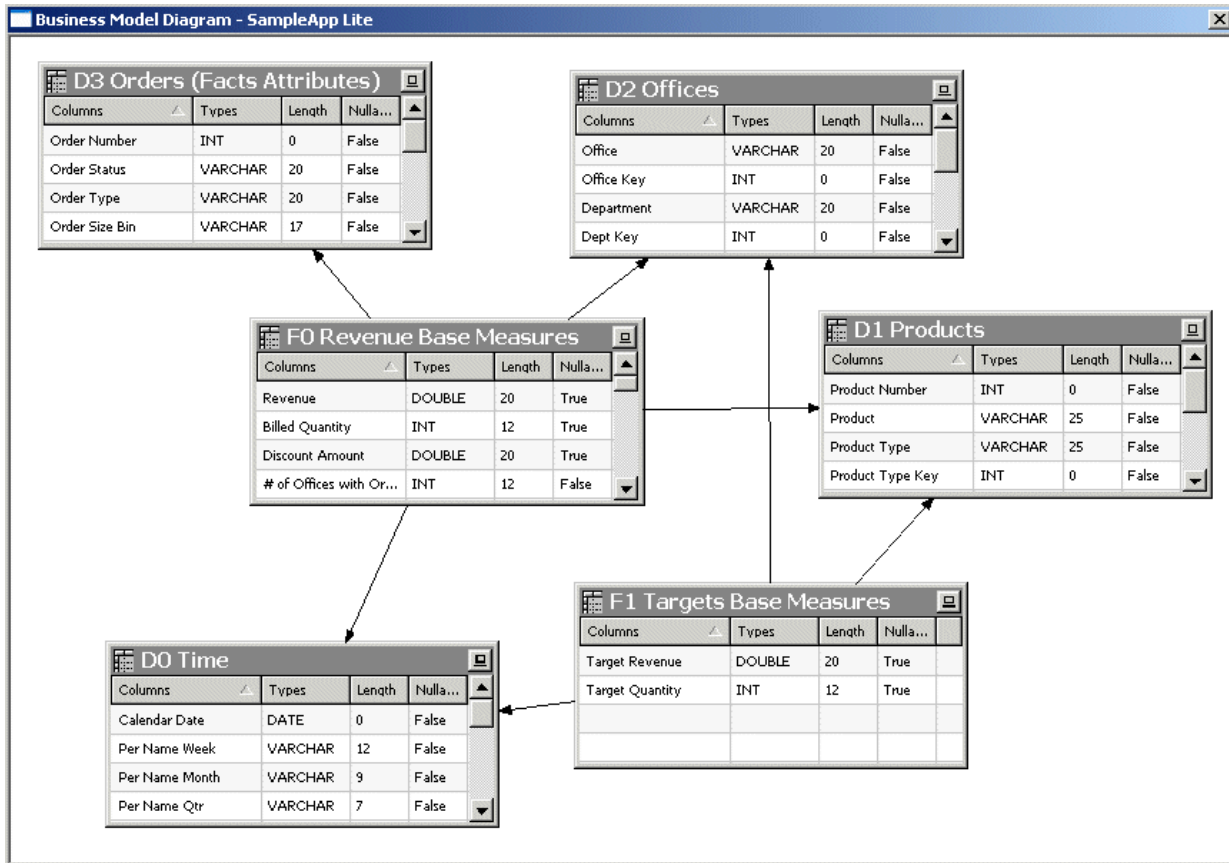 Business Model Diagram - SampleApp Lite
D3 Orders (Facts Attributes)
Columns Types Length Nulla...
Order Number INT 0 False
Order Status VARCHAR 20 False
Order Type VARCHAR 20 False
Order Size Bin VARCHAR 17 False
D2 Offices
Columns Types Length Nulla...
Office VARCHAR 20 False
Office Key INT 0 False
Department VARCHAR 20 False
Dept Key INT 0 False
F0 Revenue Base Measures
Columns Types Length Nulla...
Revenue DOUBLE 20 True
Billed Quantity INT 12 True
Discount Amount DOUBLE 20 True
# of Offices with Or... INT 12 False
D1 Products
Columns Types Length Nulla...
Product Number INT 0 False
Product VARCHAR 25 False
Product Type VARCHAR 25 False
Product Type Key INT 0 False
F1 Targets Base Measures
Columns Types Length Nulla...
Target Revenue DOUBLE 20 True
Target Quantity INT 12 True
D0 Time
Columns Types Length Nulla...
Calendar Date DATE 0 False
Per Name Week VARCHAR 12 False
Per Name Month VARCHAR 9 False
Per Name Qtr VARCHAR 7 False